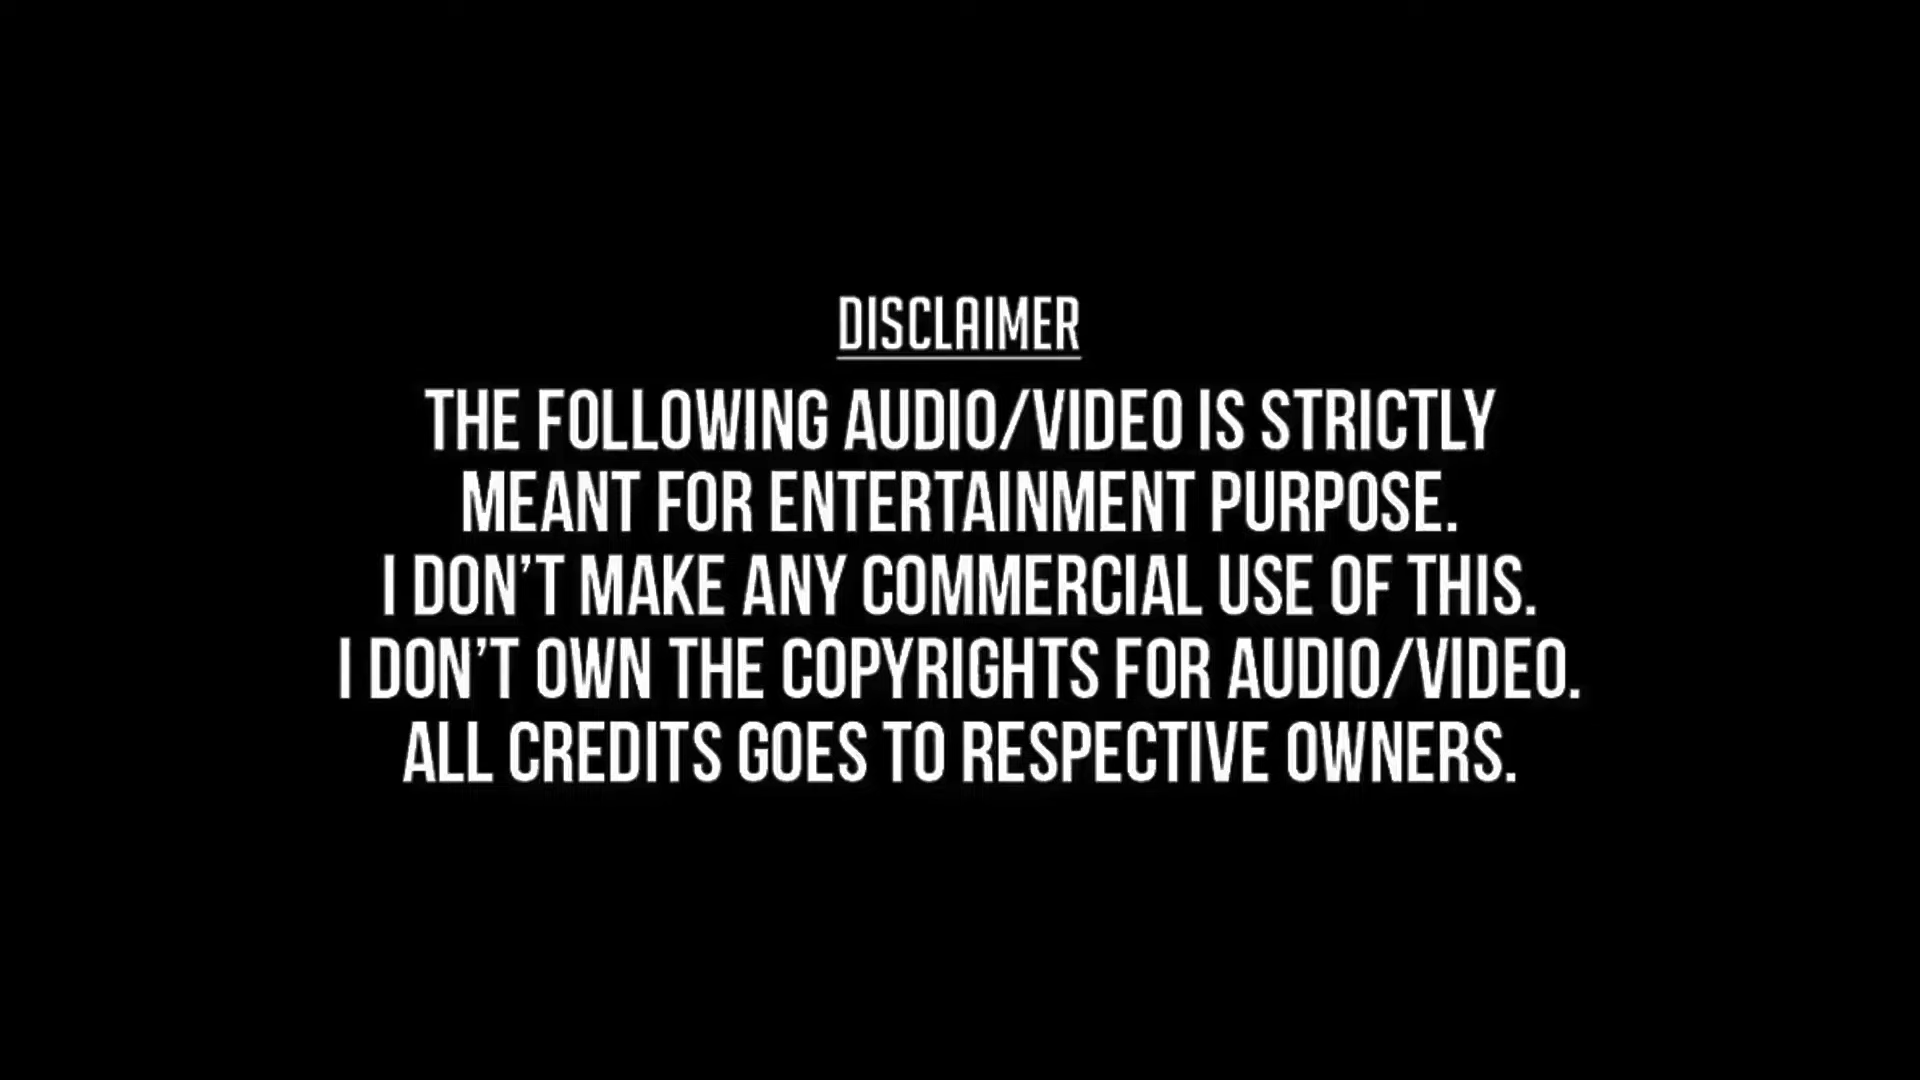 DISCLAIMER
THE FOLLOWING AUDIO/VIDEO IS STRICTLY
MEANT FOR ENTERTAINMENT PURPOSE.
I DON’T MAKE ANY COMMERCIAL USE OF THIS.
I DON’T OWN THE COPYRIGHTS FOR AUDIO/VIDEO.
ALL CREDITS GOES TO RESPECTIVE OWNERS.